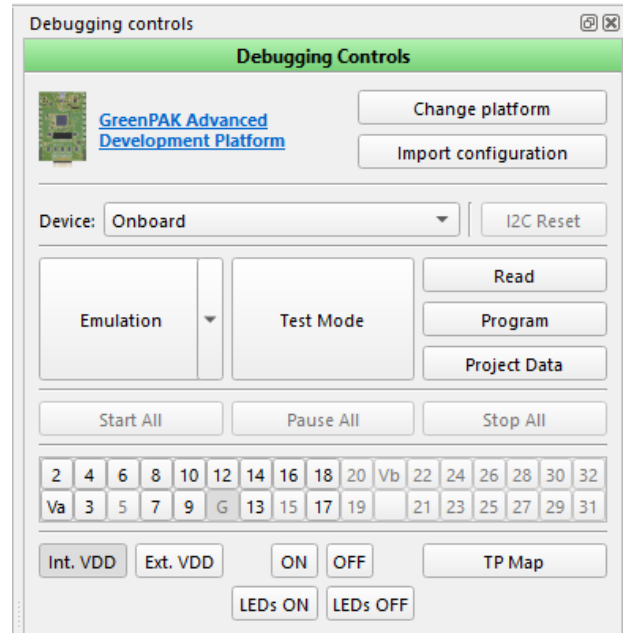 Debugging controls
Debugging Controls
GreenPAK Advanced
Development Platform
Change platform
Import configuration
Device: Onboard I2C Reset
Emulation Test Mode
Read
Program
Project Data
Start All Pause All Stop All
2 4 6 8 10 12 14 16 18 20 Vb 22 24 26 28 30 32
Va 3 5 7 9 G 13 15 17 19 21 23 25 27 29 31
Int. VDD Ext. VDD ON OFF TP Map
LEDs ON LEDs OFF